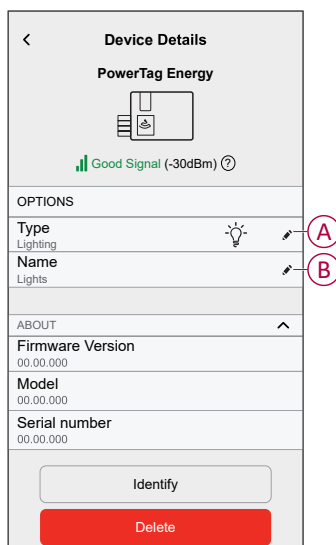 Device Details
PowerTag Energy
Good Signal (-30dBm) ?
OPTIONS
Type
Lighting
A
Name
Lights
B
ABOUT
Firmware Version
00.00.000
Model
00.00.000
Serial number
00.00.000
Identify
Delete